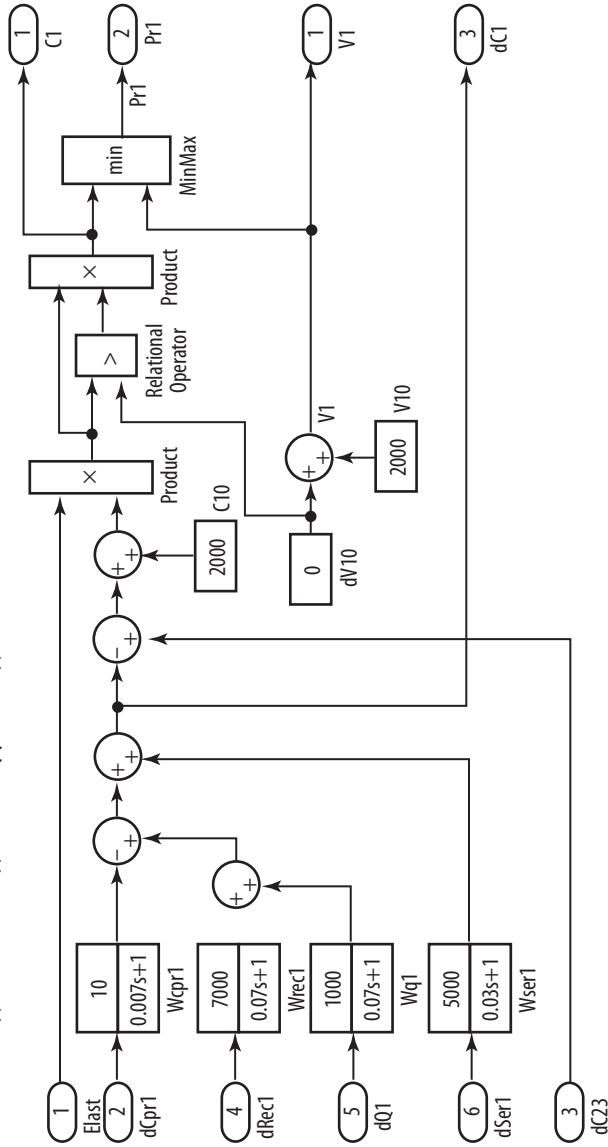 1
Elast
2
dCpr1
10
0.007s+1
Wcpr1
4
dRec1
7000
0.07s+1
Wrec1
5
dQ1
1000
0.07s+1
Wq1
6
dSer1
5000
0.03s+1
Wser1
3
dC23
−
+
+
+
+
+
−
+
+
+
2000
C10
×
Product
>
Relational
Operator
×
Product
0
dV10
+
+
V1
2000
V10
min
MinMax
Pr1
1
C1
2
Pr1
1
V1
3
dC1